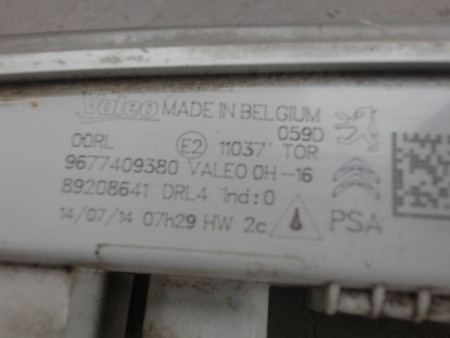 Valeo MADE IN BELGIUM
059D
00RL E2 11037 TOR
9677409380 VALEO 0H-16
89208641 DRL4 Ind:0
14/07/14 07h29 HW 2c
PSA